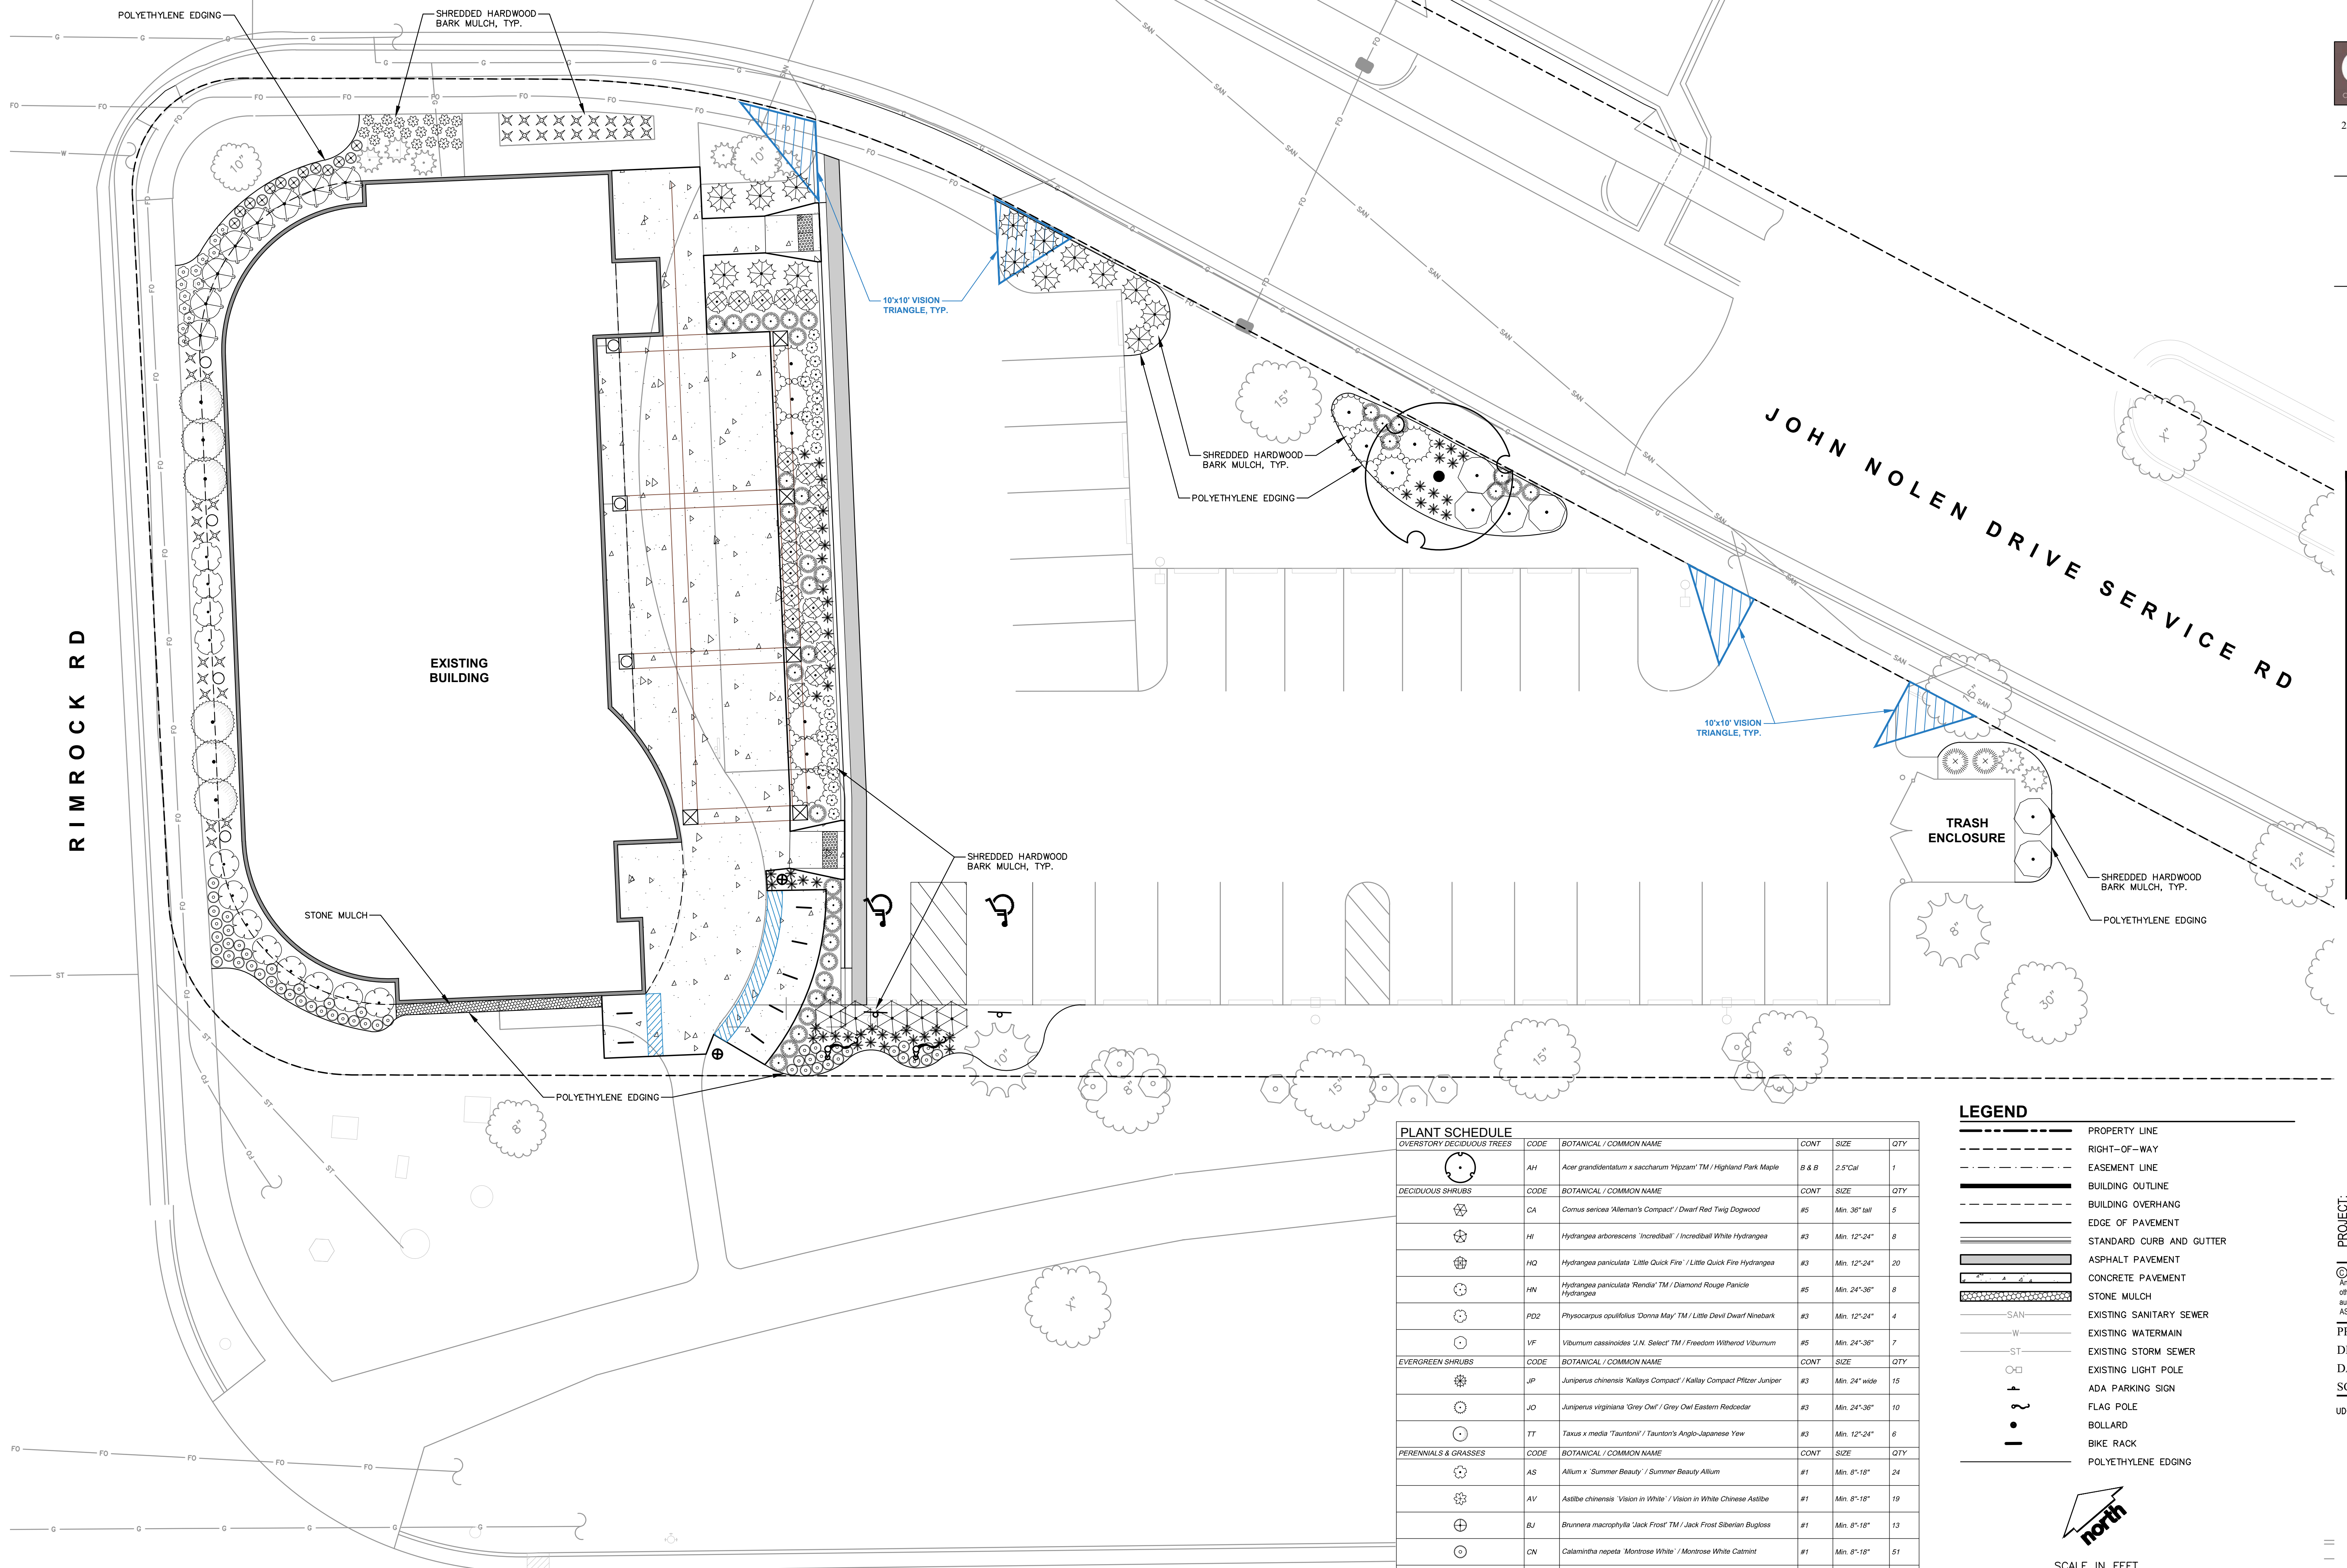 POLYETHYLENE EDGING
SHREDDED HARDWOOD
BARK MULCH, TYP.
10"
10"
10'x10' VISION
TRIANGLE, TYP.
15"
SHREDDED HARDWOOD
BARK MULCH, TYP.
POLYETHYLENE EDGING
JOHN NOLEN DRIVE SERVICE RD
X"
RIMROCK RD
EXISTING
BUILDING
10'x10' VISION
TRIANGLE, TYP.
TRASH
ENCLOSURE
12"
SHREDDED HARDWOOD
BARK MULCH, TYP.
SHREDDED HARDWOOD
BARK MULCH, TYP.
POLYETHYLENE EDGING
STONE MULCH
8"
30"
10"
8"
15"
15"
8"
POLYETHYLENE EDGING
8"
X"
PLANT SCHEDULE
OVERSTORY DECIDUOUS TREES CODE BOTANICAL / COMMON NAME CONT SIZE QTY
AH Acer grandidentatum x saccharum 'Hipzam' TM / Highland Park Maple B & B 2.5"Cal 1
DECIDUOUS SHRUBS CODE BOTANICAL / COMMON NAME CONT SIZE QTY
CA Cornus sericea 'Alleman's Compact' / Dwarf Red Twig Dogwood #5 Min. 36" tall 5
HI Hydrangea arborescens `Incrediball` / Incrediball White Hydrangea #3 Min. 12"-24" 8
HQ Hydrangea paniculata `Little Quick Fire` / Little Quick Fire Hydrangea #3 Min. 12"-24" 20
HN Hydrangea paniculata 'Rendia' TM / Diamond Rouge Panicle
Hydrangea #5 Min. 24"-36" 8
PD2 Physocarpus opulifolius 'Donna May' TM / Little Devil Dwarf Ninebark #3 Min. 12"-24" 4
VF Viburnum cassinoides 'J.N. Select' TM / Freedom Witherod Viburnum #5 Min. 24"-36" 7
EVERGREEN SHRUBS CODE BOTANICAL / COMMON NAME CONT SIZE QTY
JP Juniperus chinensis 'Kallays Compact' / Kallay Compact Pfitzer Juniper #3 Min. 24" wide 15
JO Juniperus virginiana 'Grey Owl' / Grey Owl Eastern Redcedar #3 Min. 24"-36" 10
TT Taxus x media 'Tauntonii' / Taunton's Anglo-Japanese Yew #3 Min. 12"-24" 6
PERENNIALS & GRASSES CODE BOTANICAL / COMMON NAME CONT SIZE QTY
AS Allium x `Summer Beauty` / Summer Beauty Allium #1 Min. 8"-18" 24
AV Astilbe chinensis `Vision in White` / Vision in White Chinese Astilbe #1 Min. 8"-18" 19
BJ Brunnera macrophylla 'Jack Frost' TM / Jack Frost Siberian Bugloss #1 Min. 8"-18" 13
CN Calamintha nepeta `Montrose White` / Montrose White Catmint #1 Min. 8"-18" 51
LEGEND
PROPERTY LINE
RIGHT-OF-WAY
EASEMENT LINE
BUILDING OUTLINE
BUILDING OVERHANG
EDGE OF PAVEMENT
STANDARD CURB AND GUTTER
ASPHALT PAVEMENT
CONCRETE PAVEMENT
STONE MULCH
SAN EXISTING SANITARY SEWER
W EXISTING WATERMAIN
ST EXISTING STORM SEWER
EXISTING LIGHT POLE
ADA PARKING SIGN
FLAG POLE
BOLLARD
BIKE RACK
POLYETHYLENE EDGING
north
SCALE IN FEET
PROJECT: